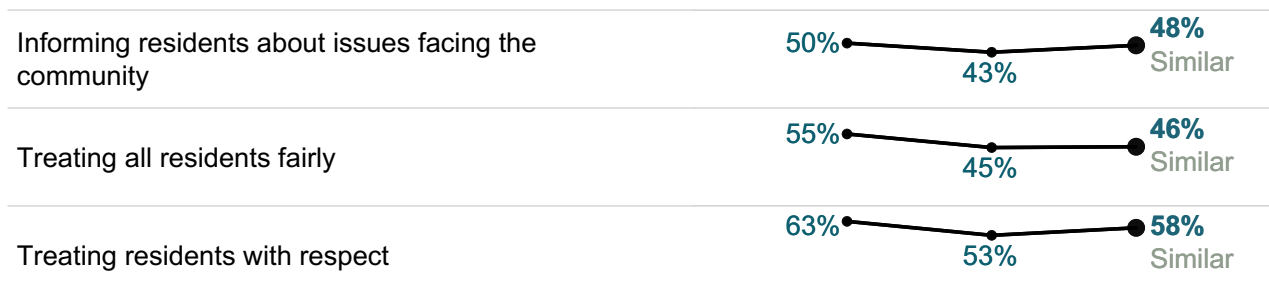 Informing residents about issues facing the
community
50%
43%
48%
Similar
Treating all residents fairly
55%
45%
46%
Similar
Treating residents with respect
63%
53%
58%
Similar